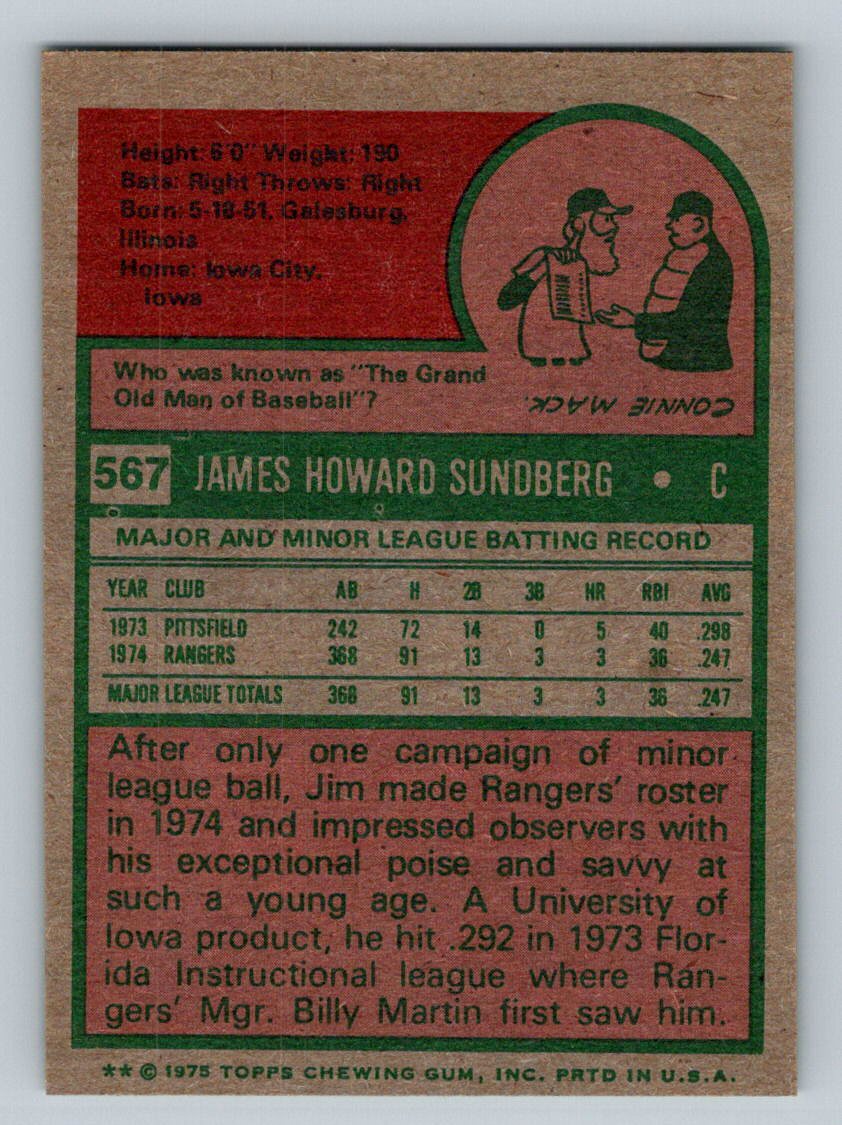 Height: 6'0" Weight: 190
Bats: Right Throws: Right
Born: 5-18-51, Galesburg,
Illinois
Home: Iowa City,
Iowa
Who was known as "The Grand
Old Man of Baseball"?
CONNIE MACK.
567 JAMES HOWARD SUNDBERG • C
MAJOR AND MINOR LEAGUE BATTING RECORD
YEAR CLUB AB H 2B 3B HR RBI AVG
1973 PITTSFIELD 242 72 14 0 5 40 .298
1974 RANGERS 368 91 13 3 3 36 .247
MAJOR LEAGUE TOTALS 368 91 13 3 3 36 .247
After only one campaign of minor
league ball, Jim made Rangers' roster
in 1974 and impressed observers with
his exceptional poise and savvy at
such a young age. A University of
Iowa product, he hit .292 in 1973 Flor-
ida Instructional league where Ran-
gers' Mgr. Billy Martin first saw him.
** © 1975 TOPPS CHEWING GUM, INC. PRTD IN U.S.A.